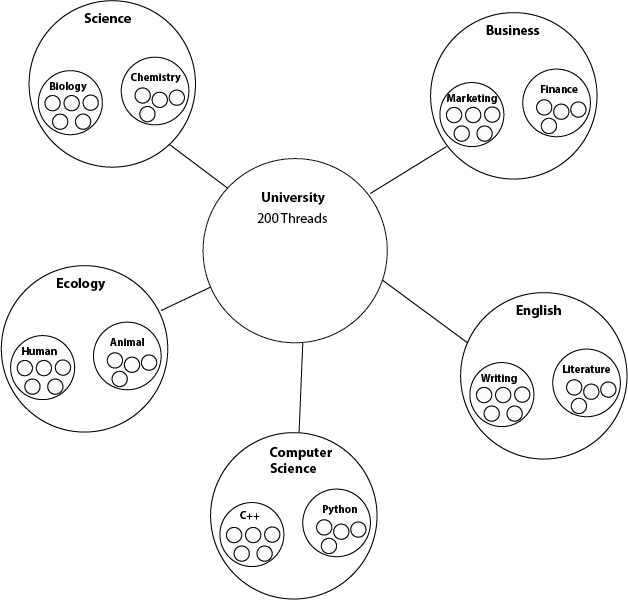 Science
Biology
Chemistry
Business
Marketing
Finance
University
200 Threads
Ecology
Human
Animal
English
Writing
Literature
Computer
Science
C++
Python